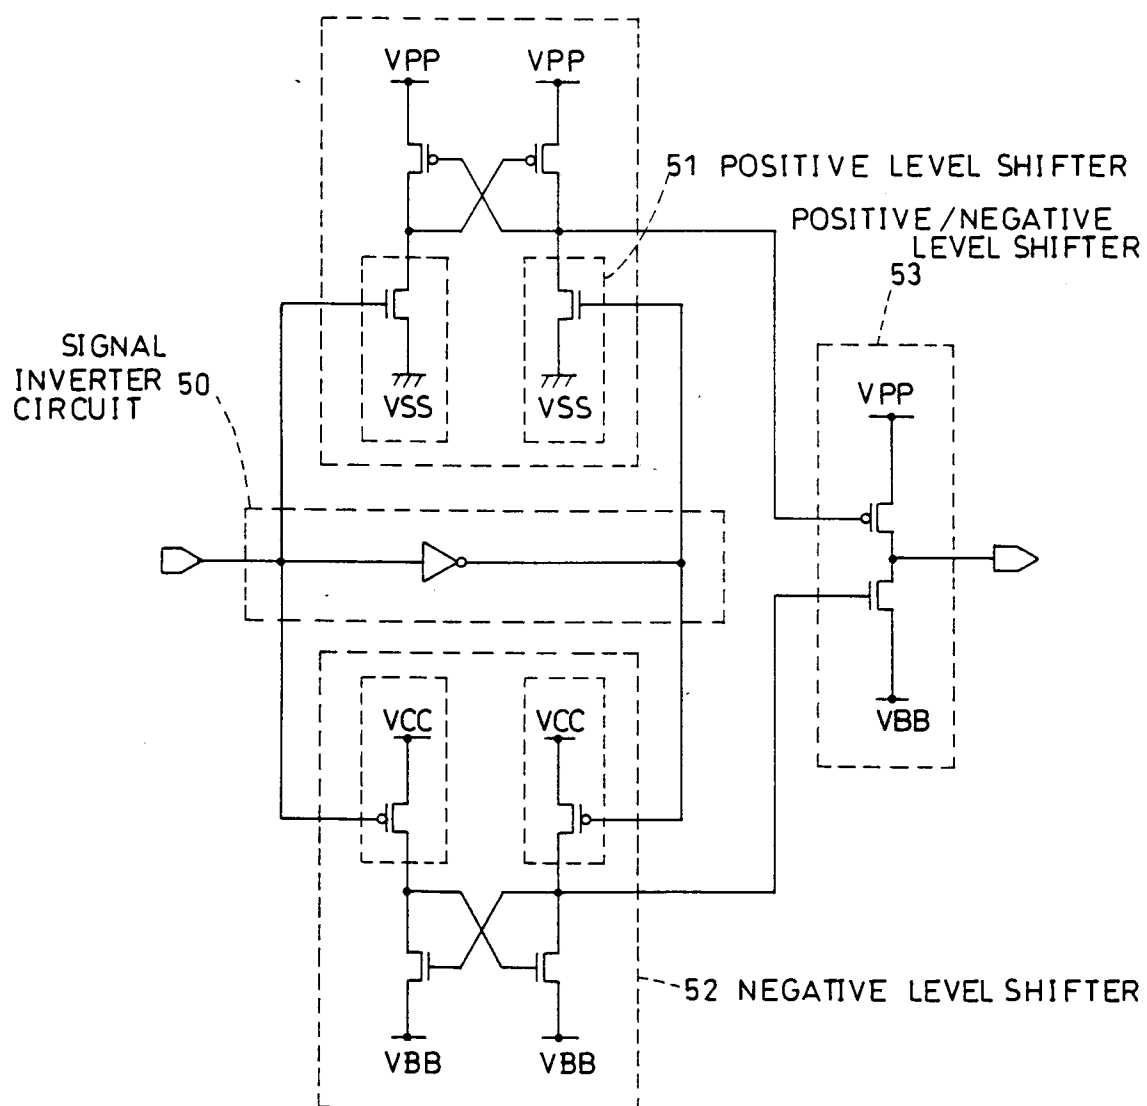 VPP VPP
51 POSITIVE LEVEL SHIFTER
POSITIVE/NEGATIVE
LEVEL SHIFTER
53
SIGNAL
INVERTER 50
CIRCUIT
VSS VSS
VPP
VCC VCC
VBB
52 NEGATIVE LEVEL SHIFTER
VBB VBB